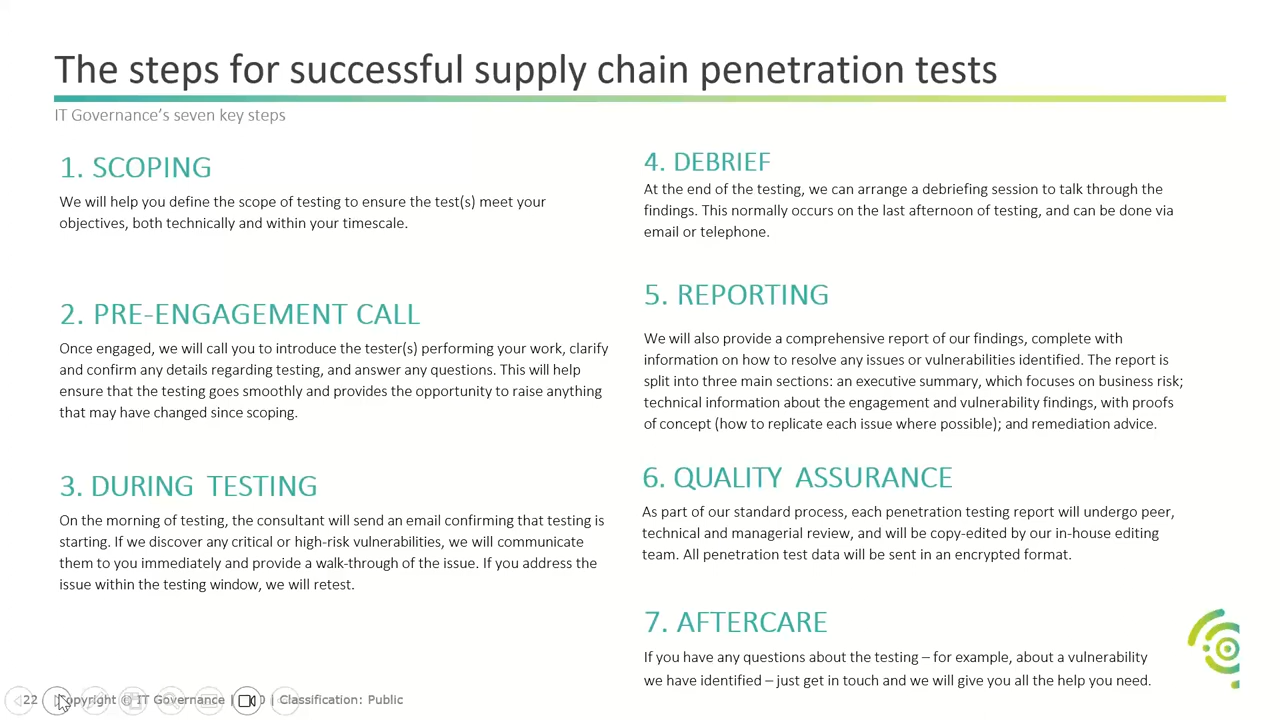 The steps for successful supply chain penetration tests
IT Governance's seven key steps
1. SCOPING
We will help you define the scope of testing to ensure the test(s) meet your
objectives, both technically and within your timescale.
2. PRE-ENGAGEMENT CALL
Once engaged, we will call you to introduce the tester(s) performing your work, clarify
and confirm any details regarding testing, and answer any questions. This will help
ensure that the testing goes smoothly and provides the opportunity to raise anything
that may have changed since scoping.
3. DURING TESTING
On the morning of testing, the consultant will send an email confirming that testing is
starting. If we discover any critical or high-risk vulnerabilities, we will communicate
them to you immediately and provide a walk-through of the issue. If you address the
issue within the testing window, we will retest.
4. DEBRIEF
At the end of the testing, we can arrange a debriefing session to talk through the
findings. This normally occurs on the last afternoon of testing, and can be done via
email or telephone.
5. REPORTING
We will also provide a comprehensive report of our findings, complete with
information on how to resolve any issues or vulnerabilities identified. The report is
split into three main sections: an executive summary, which focuses on business risk;
technical information about the engagement and vulnerability findings, with proofs
of concept (how to replicate each issue where possible); and remediation advice.
6. QUALITY ASSURANCE
As part of our standard process, each penetration testing report will undergo peer,
technical and managerial review, and will be copy-edited by our in-house editing
team. All penetration test data will be sent in an encrypted format.
7. AFTERCARE
If you have any questions about the testing – for example, about a vulnerability
we have identified – just get in touch and we will give you all the help you need.
22 Copyright © IT Governance | Classification: Public